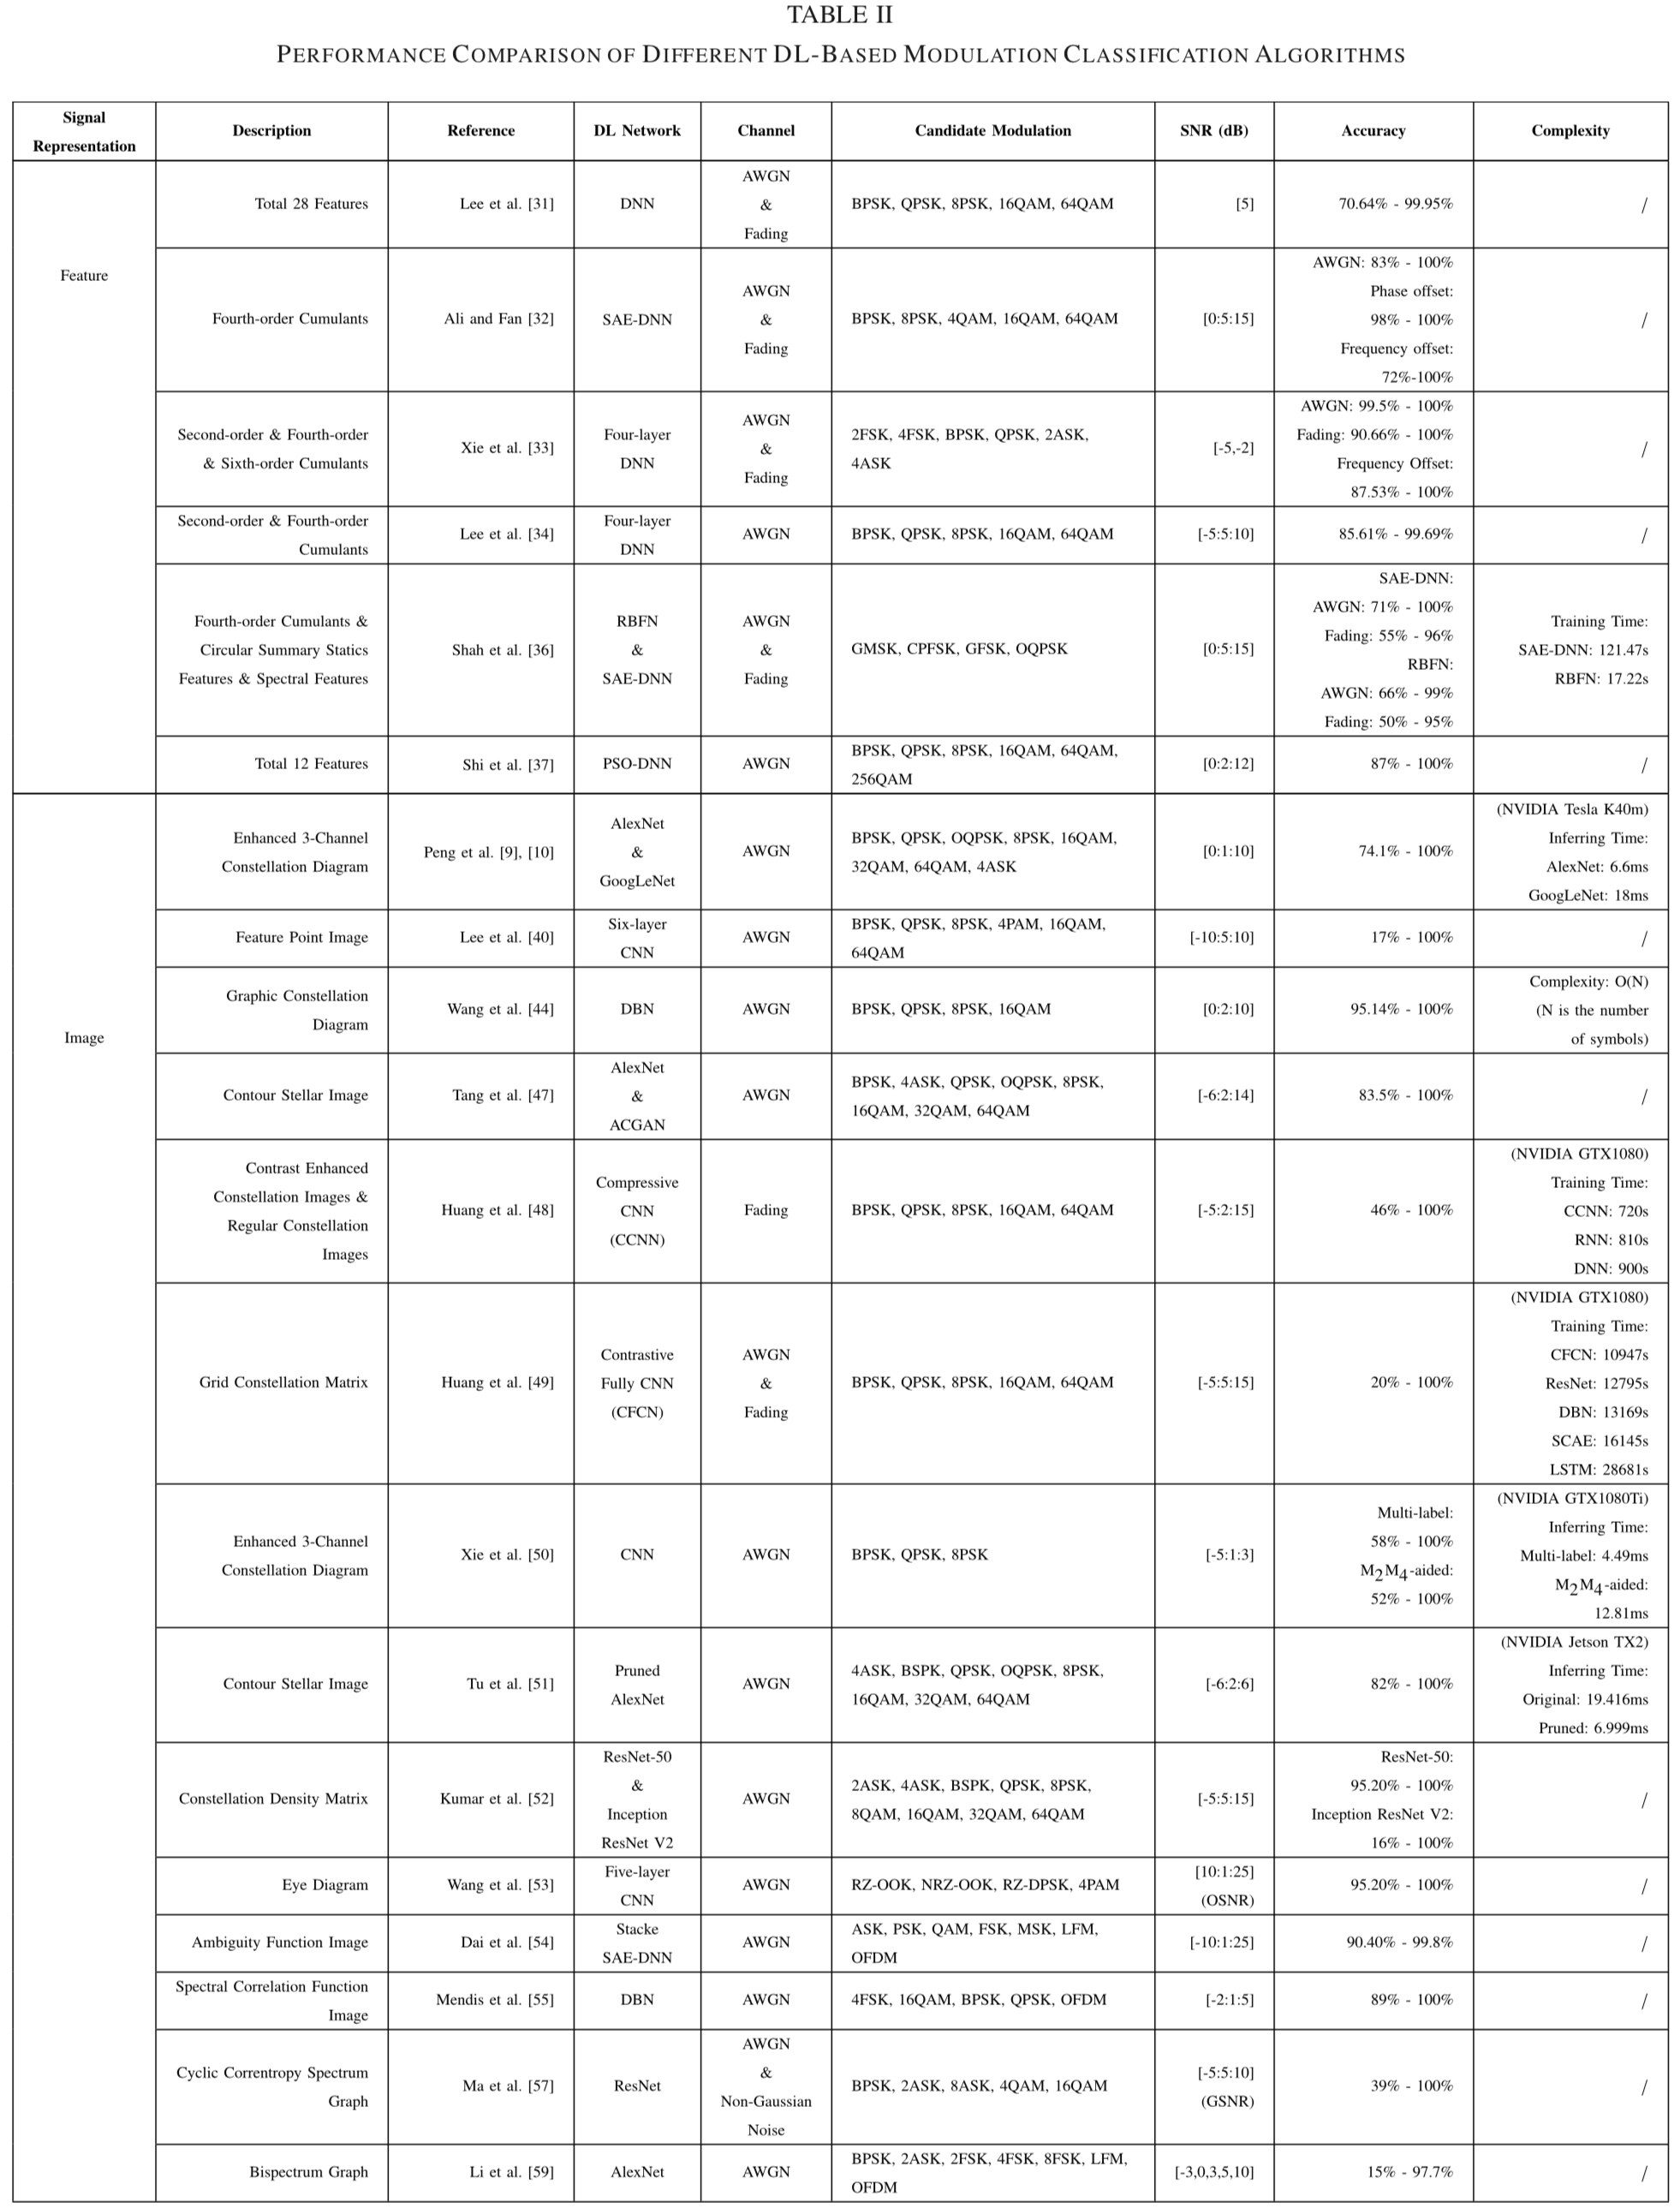 TABLE II
PERFORMANCE COMPARISON OF DIFFERENT DL-BASED MODULATION CLASSIFICATION ALGORITHMS
Signal
Representation
Description
Reference
DL Network
Channel
Candidate Modulation
SNR (dB)
Accuracy
Complexity
Feature
Total 28 Features
Lee et al. [31]
DNN
AWGN
&
Fading
BPSK, QPSK, 8PSK, 16QAM, 64QAM
[5]
70.64% - 99.95%
/
Fourth-order Cumulants
Ali and Fan [32]
SAE-DNN
AWGN
&
Fading
BPSK, 8PSK, 4QAM, 16QAM, 64QAM
[0:5:15]
AWGN: 83% - 100%
Phase offset:
98% - 100%
Frequency offset:
72%-100%
/
Second-order & Fourth-order
& Sixth-order Cumulants
Xie et al. [33]
Four-layer
DNN
AWGN
&
Fading
2FSK, 4FSK, BPSK, QPSK, 2ASK,
4ASK
[-5,-2]
AWGN: 99.5% - 100%
Fading: 90.66% - 100%
Frequency Offset:
87.53% - 100%
/
Second-order & Fourth-order
Cumulants
Lee et al. [34]
Four-layer
DNN
AWGN
BPSK, QPSK, 8PSK, 16QAM, 64QAM
[-5:5:10]
85.61% - 99.69%
/
Fourth-order Cumulants &
Circular Summary Statics
Features & Spectral Features
Shah et al. [36]
RBFN
&
SAE-DNN
AWGN
&
Fading
GMSK, CPFSK, GFSK, OQPSK
[0:5:15]
SAE-DNN:
AWGN: 71% - 100%
Fading: 55% - 96%
RBFN:
AWGN: 66% - 99%
Fading: 50% - 95%
Training Time:
SAE-DNN: 121.47s
RBFN: 17.22s
Total 12 Features
Shi et al. [37]
PSO-DNN
AWGN
BPSK, QPSK, 8PSK, 16QAM, 64QAM,
256QAM
[0:2:12]
87% - 100%
/
Image
Enhanced 3-Channel
Constellation Diagram
Peng et al. [9], [10]
AlexNet
&
GoogLeNet
AWGN
BPSK, QPSK, OQPSK, 8PSK, 16QAM,
32QAM, 64QAM, 4ASK
[0:1:10]
74.1% - 100%
(NVIDIA Tesla K40m)
Inferring Time:
AlexNet: 6.6ms
GoogLeNet: 18ms
Feature Point Image
Lee et al. [40]
Six-layer
CNN
AWGN
BPSK, QPSK, 8PSK, 4PAM, 16QAM,
64QAM
[-10:5:10]
17% - 100%
/
Graphic Constellation
Diagram
Wang et al. [44]
DBN
AWGN
BPSK, QPSK, 8PSK, 16QAM
[0:2:10]
95.14% - 100%
Complexity: O(N)
(N is the number
of symbols)
Contour Stellar Image
Tang et al. [47]
AlexNet
&
ACGAN
AWGN
BPSK, 4ASK, QPSK, OQPSK, 8PSK,
16QAM, 32QAM, 64QAM
[-6:2:14]
83.5% - 100%
/
Contrast Enhanced
Constellation Images &
Regular Constellation
Images
Huang et al. [48]
Compressive
CNN
(CCNN)
Fading
BPSK, QPSK, 8PSK, 16QAM, 64QAM
[-5:2:15]
46% - 100%
(NVIDIA GTX1080)
Training Time:
CCNN: 720s
RNN: 810s
DNN: 900s
Grid Constellation Matrix
Huang et al. [49]
Contrastive
Fully CNN
(CFCN)
AWGN
&
Fading
BPSK, QPSK, 8PSK, 16QAM, 64QAM
[-5:5:15]
20% - 100%
(NVIDIA GTX1080)
Training Time:
CFCN: 10947s
ResNet: 12795s
DBN: 13169s
SCAE: 16145s
LSTM: 28681s
Enhanced 3-Channel
Constellation Diagram
Xie et al. [50]
CNN
AWGN
BPSK, QPSK, 8PSK
[-5:1:3]
Multi-label:
58% - 100%
M2M4-aided:
52% - 100%
(NVIDIA GTX1080Ti)
Inferring Time:
Multi-label: 4.49ms
M2M4-aided:
12.81ms
Contour Stellar Image
Tu et al. [51]
Pruned
AlexNet
AWGN
4ASK, BSPK, QPSK, OQPSK, 8PSK,
16QAM, 32QAM, 64QAM
[-6:2:6]
82% - 100%
(NVIDIA Jetson TX2)
Inferring Time:
Original: 19.416ms
Pruned: 6.999ms
Constellation Density Matrix
Kumar et al. [52]
ResNet-50
&
Inception
ResNet V2
AWGN
2ASK, 4ASK, BSPK, QPSK, 8PSK,
8QAM, 16QAM, 32QAM, 64QAM
[-5:5:15]
ResNet-50:
95.20% - 100%
Inception ResNet V2:
16% - 100%
/
Eye Diagram
Wang et al. [53]
Five-layer
CNN
AWGN
RZ-OOK, NRZ-OOK, RZ-DPSK, 4PAM
[10:1:25]
(OSNR)
95.20% - 100%
/
Ambiguity Function Image
Dai et al. [54]
Stacke
SAE-DNN
AWGN
ASK, PSK, QAM, FSK, MSK, LFM,
OFDM
[-10:1:25]
90.40% - 99.8%
/
Spectral Correlation Function
Image
Mendis et al. [55]
DBN
AWGN
4FSK, 16QAM, BPSK, QPSK, OFDM
[-2:1:5]
89% - 100%
/
Cyclic Correntropy Spectrum
Graph
Ma et al. [57]
ResNet
AWGN
&
Non-Gaussian
Noise
BPSK, 2ASK, 8ASK, 4QAM, 16QAM
[-5:5:10]
(GSNR)
39% - 100%
/
Bispectrum Graph
Li et al. [59]
AlexNet
AWGN
BPSK, 2ASK, 2FSK, 4FSK, 8FSK, LFM,
OFDM
[-3,0,3,5,10]
15% - 97.7%
/